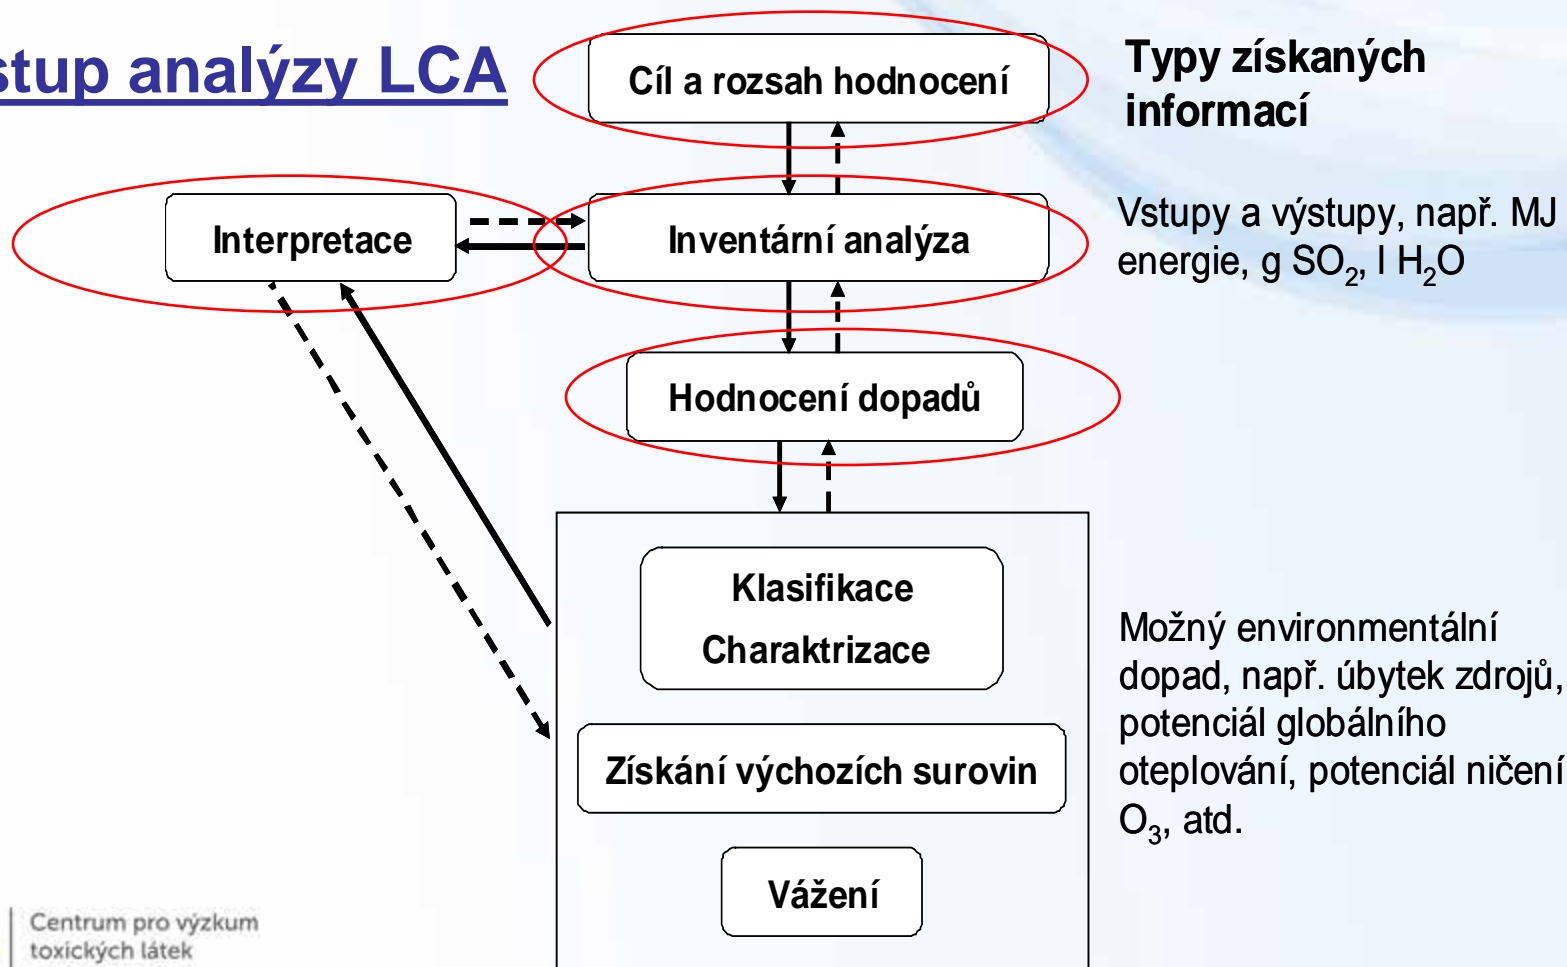 stup analýzy LCA
Cíl a rozsah hodnocení
Typy získaných
informací
Interpretace
Inventární analýza
Vstupy a výstupy, např. MJ
energie, g SO₂, l H₂O
Hodnocení dopadů
Klasifikace
Charaktrizace
Získání výchozích surovin
Vážení
Možný environmentální
dopad, např. úbytek zdrojů,
potenciál globálního
oteplování, potenciál ničení
O₃, atd.
Centrum pro výzkum
toxických látek